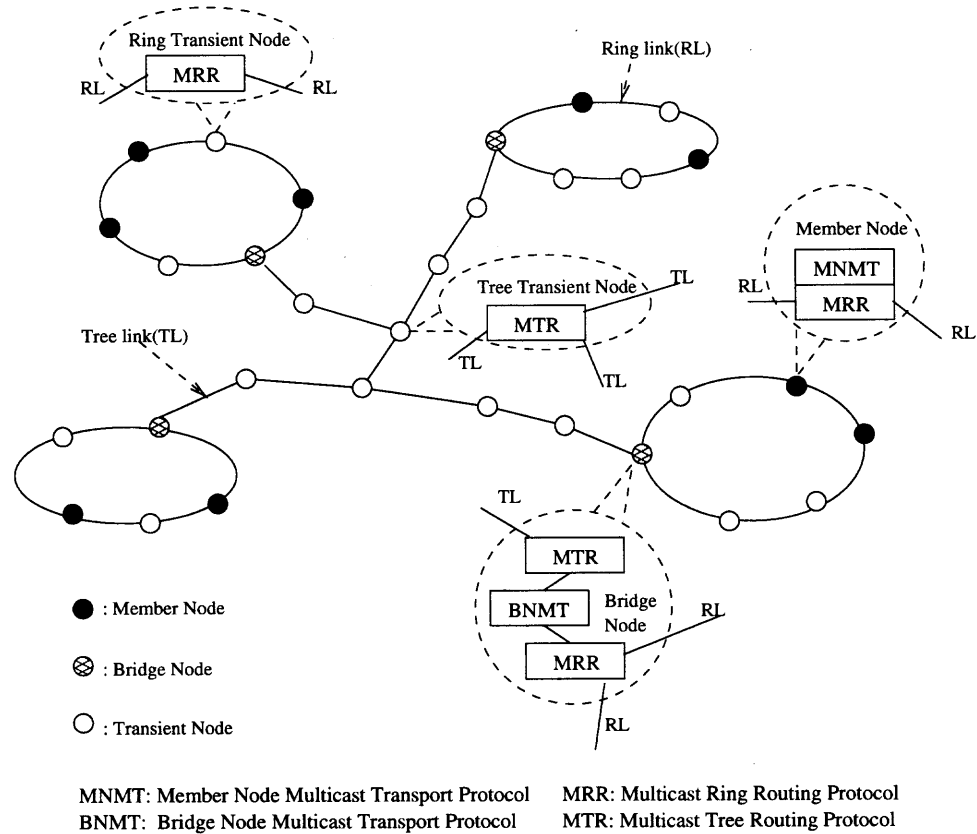 Ring Transient Node
MRR
RL
RL
Ring link(RL)
Member Node
MNMT
MRR
RL
RL
Tree Transient Node
MTR
TL
TL
TL
Tree link(TL)
TL
MTR
BNMT
Bridge
Node
MRR
RL
RL
: Member Node
: Bridge Node
: Transient Node
MNMT: Member Node Multicast Transport Protocol
MRR: Multicast Ring Routing Protocol
BNMT: Bridge Node Multicast Transport Protocol
MTR: Multicast Tree Routing Protocol